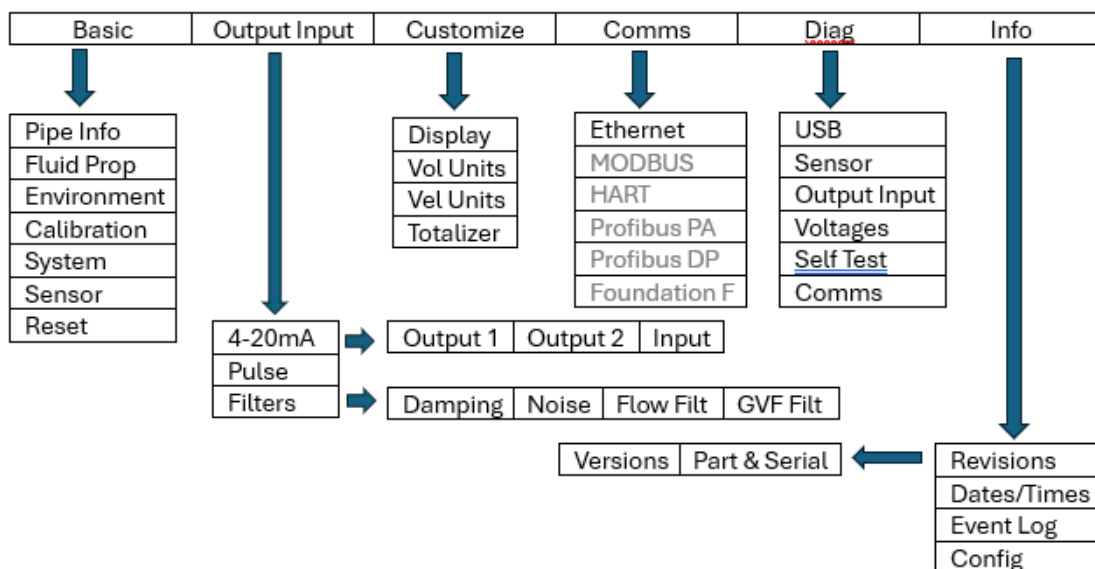 Basic Output Input Customize Comms Diag Info
Pipe Info
Fluid Prop
Environment
Calibration
System
Sensor
Reset
4-20mA
Pulse
Filters
Output 1 Output 2 Input
Damping Noise Flow Filt GVF Filt
Display
Vol Units
Vel Units
Totalizer
Ethernet
MODBUS
HART
Profibus PA
Profibus DP
Foundation F
USB
Sensor
Output Input
Voltages
Self Test
Comms
Versions Part & Serial
Revisions
Dates/Times
Event Log
Config